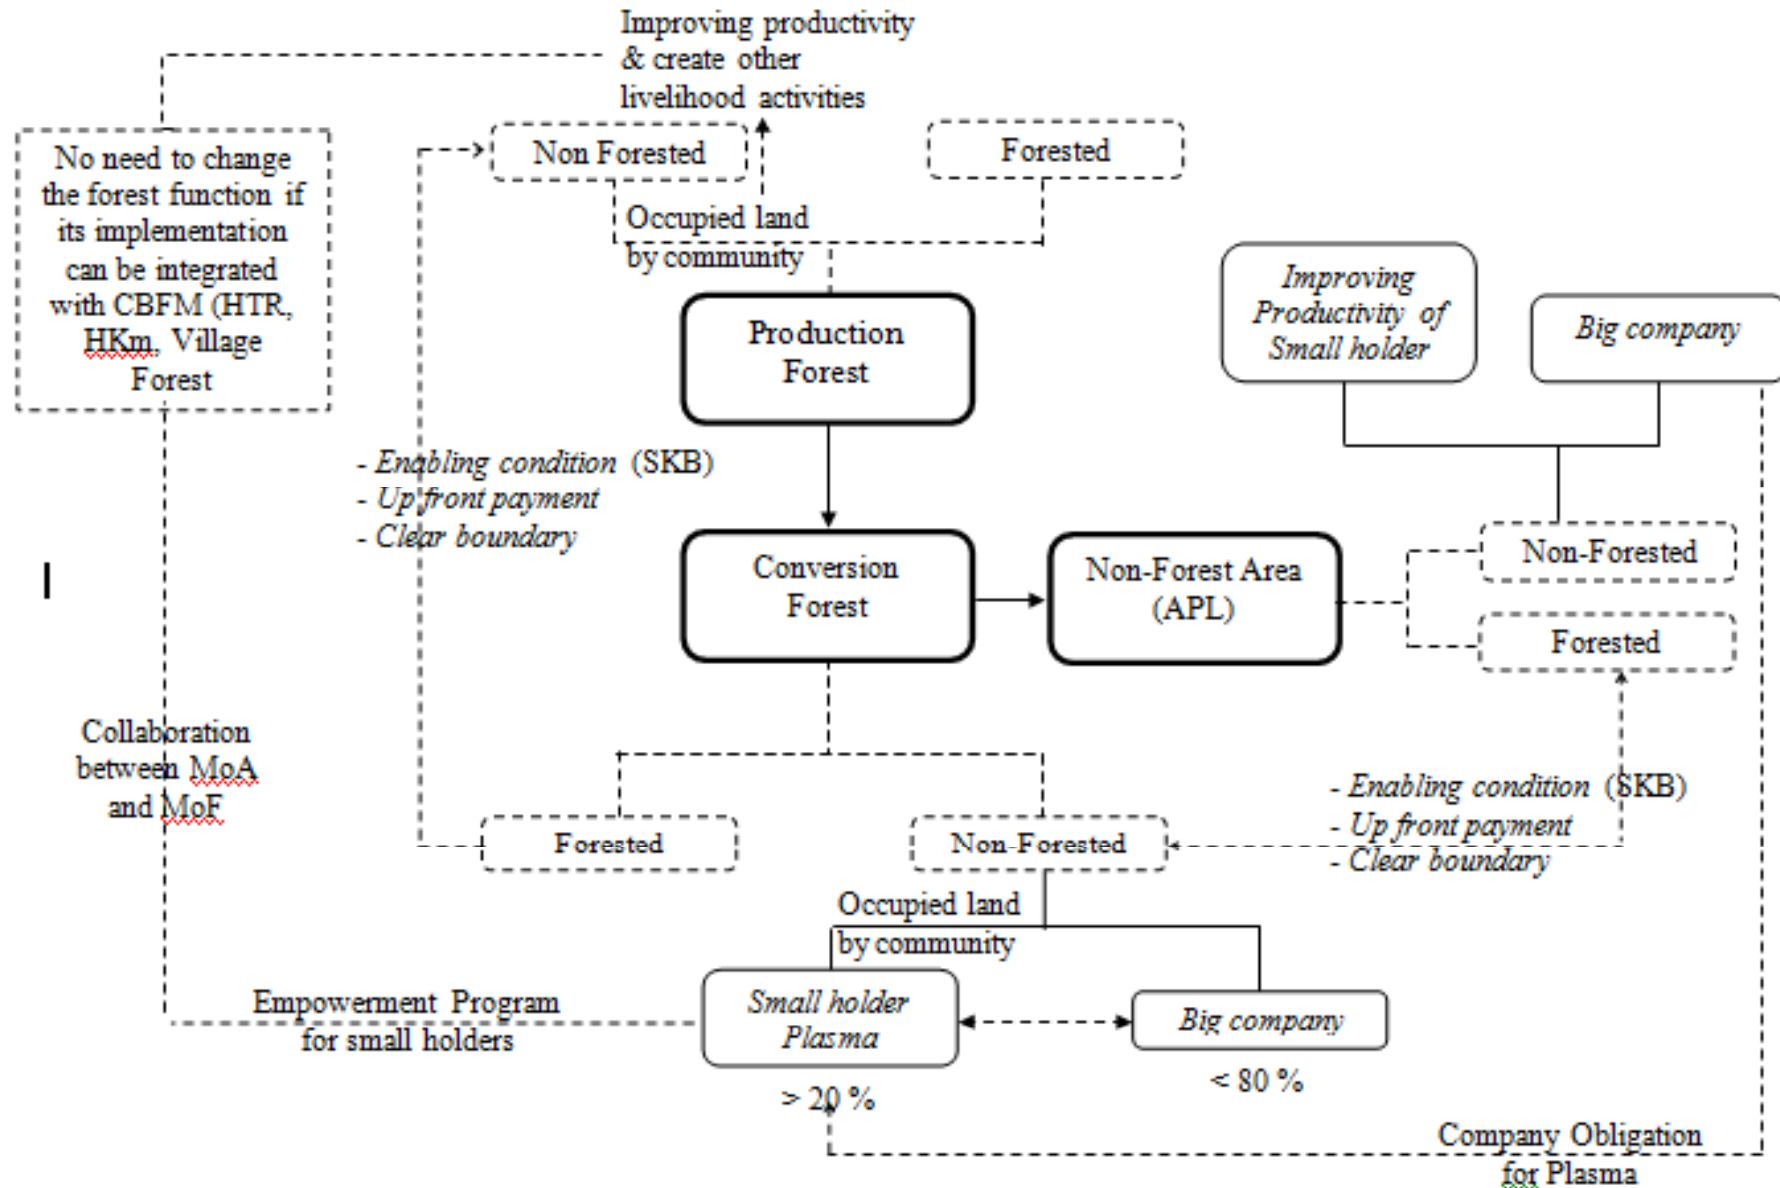 Improving productivity
& create other
livelihood activities
Non Forested
Forested
No need to change
the forest function if
its implementation
can be integrated
with CBFM (HTR,
HKm, Village
Forest
Occupied land
by community
Improving
Productivity of
Small holder
Big company
Production
Forest
- Enabling condition (SKB)
- Up front payment
- Clear boundary
Conversion
Forest
Non-Forest Area
(APL)
Non-Forested
Forested
Collaboration
between MoA
and MoF
- Enabling condition (SKB)
- Up front payment
- Clear boundary
Forested
Non-Forested
Occupied land
by community
Empowerment Program
for small holders
Small holder
Plasma
Big company
> 20 %
< 80 %
Company Obligation
for Plasma